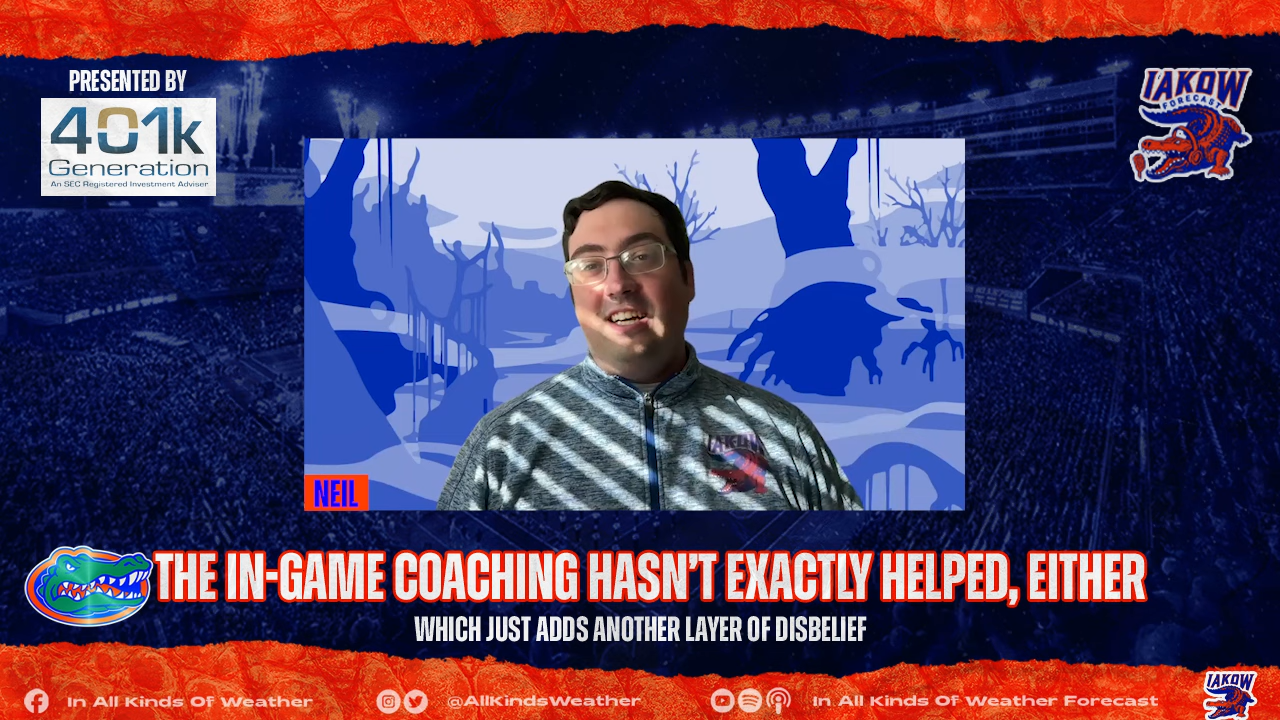 PRESENTED BY
401k
Generation
An SEC Registered Investment Adviser
IAKOW
FORECAST
IAKOW
NEIL
THE IN-GAME COACHING HASN'T EXACTLY HELPED, EITHER
WHICH JUST ADDS ANOTHER LAYER OF DISBELIEF
In All Kinds Of Weather
@AllKindsWeather
In All Kinds Of Weather Forecast
IAKOW